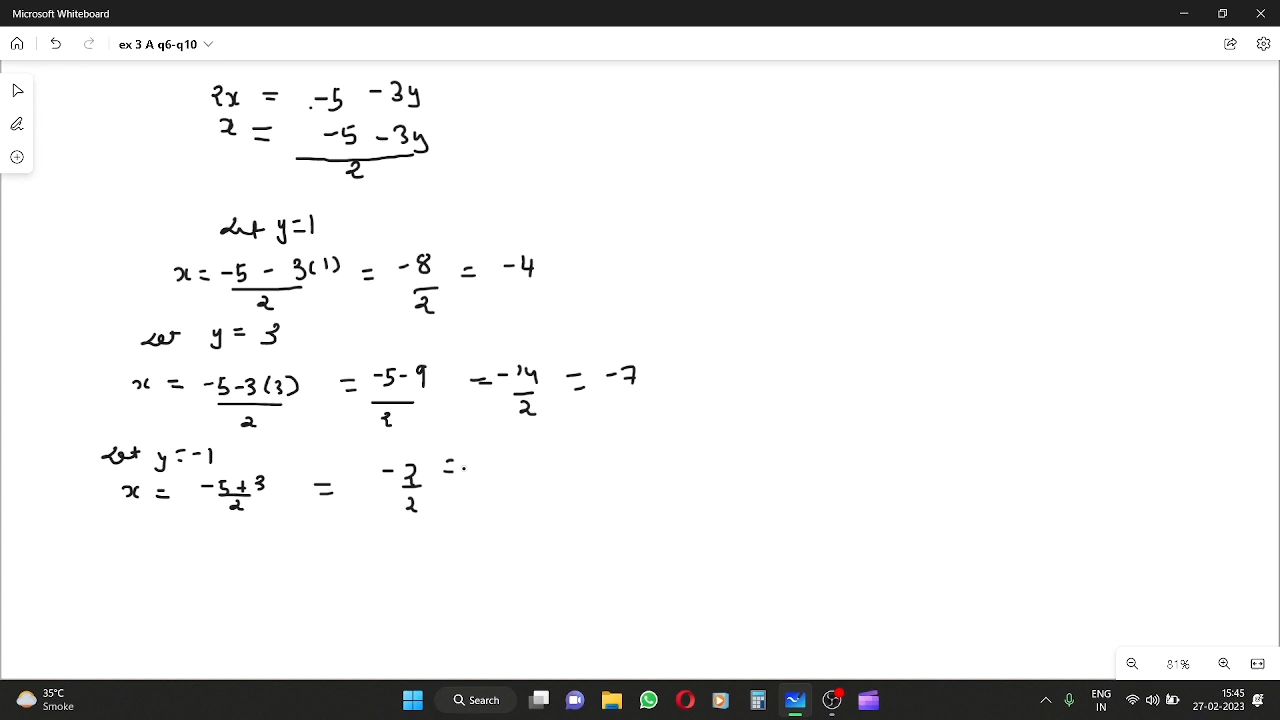 Microsoft Whiteboard
ex 3 A q6-q10
2x = -5 -3y
x = -5 -3y
2
Let y=1
x = -5 - 3(1) = -8 = -4
2 2
Let y = 3
x = -5-3(3) = -5-9 = -14 = -7
2 2 2
Let y = -1
x = -5+3 = -2 =
2 2
81%
35°C
Smoke
Search
ENG
IN
15:45
27-02-2023